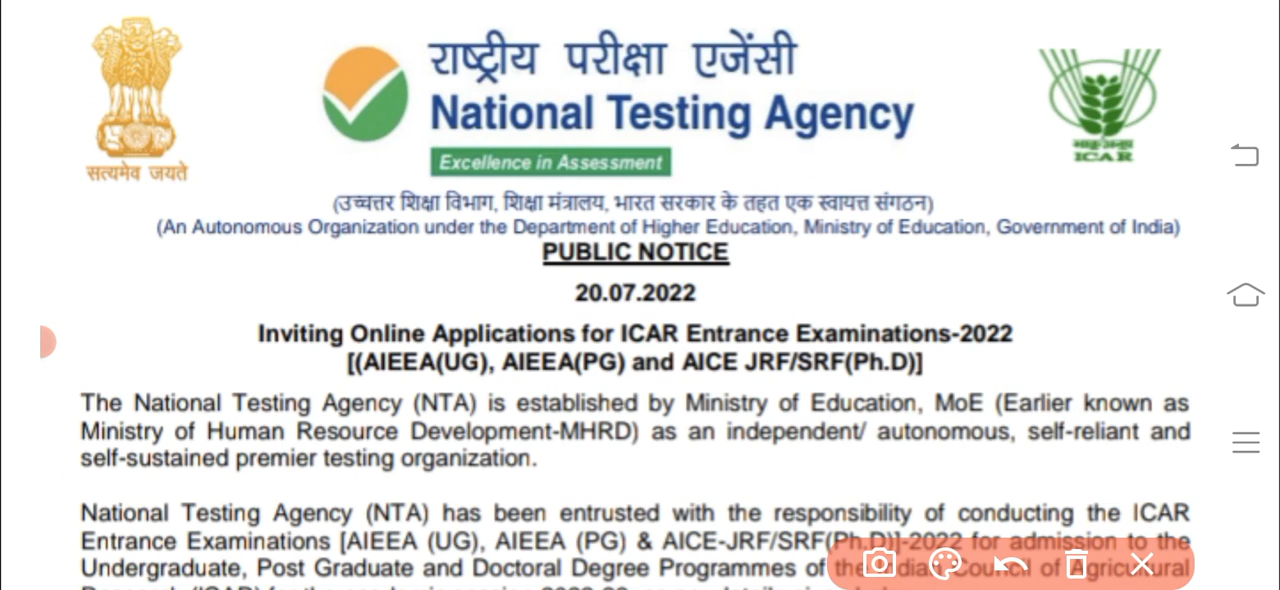 राष्ट्रीय परीक्षा एजेंसी
National Testing Agency
Excellence in Assessment
सत्यमेव जयते
ICAR
(उच्चतर शिक्षा विभाग, शिक्षा मंत्रालय, भारत सरकार के तहत एक स्वायत्त संगठन)
(An Autonomous Organization under the Department of Higher Education, Ministry of Education, Government of India)
PUBLIC NOTICE
20.07.2022
Inviting Online Applications for ICAR Entrance Examinations-2022
[(AIEEA(UG), AIEEA(PG) and AICE JRF/SRF(Ph.D)]
The National Testing Agency (NTA) is established by Ministry of Education, MoE (Earlier known as
Ministry of Human Resource Development-MHRD) as an independent/ autonomous, self-reliant and
self-sustained premier testing organization.
National Testing Agency (NTA) has been entrusted with the responsibility of conducting the ICAR
Entrance Examinations [AIEEA (UG), AIEEA (PG) & AICE-JRF/SRF(Ph.D)]-2022 for admission to the
Undergraduate, Post Graduate and Doctoral Degree Programmes of the Indian Council of Agricultural